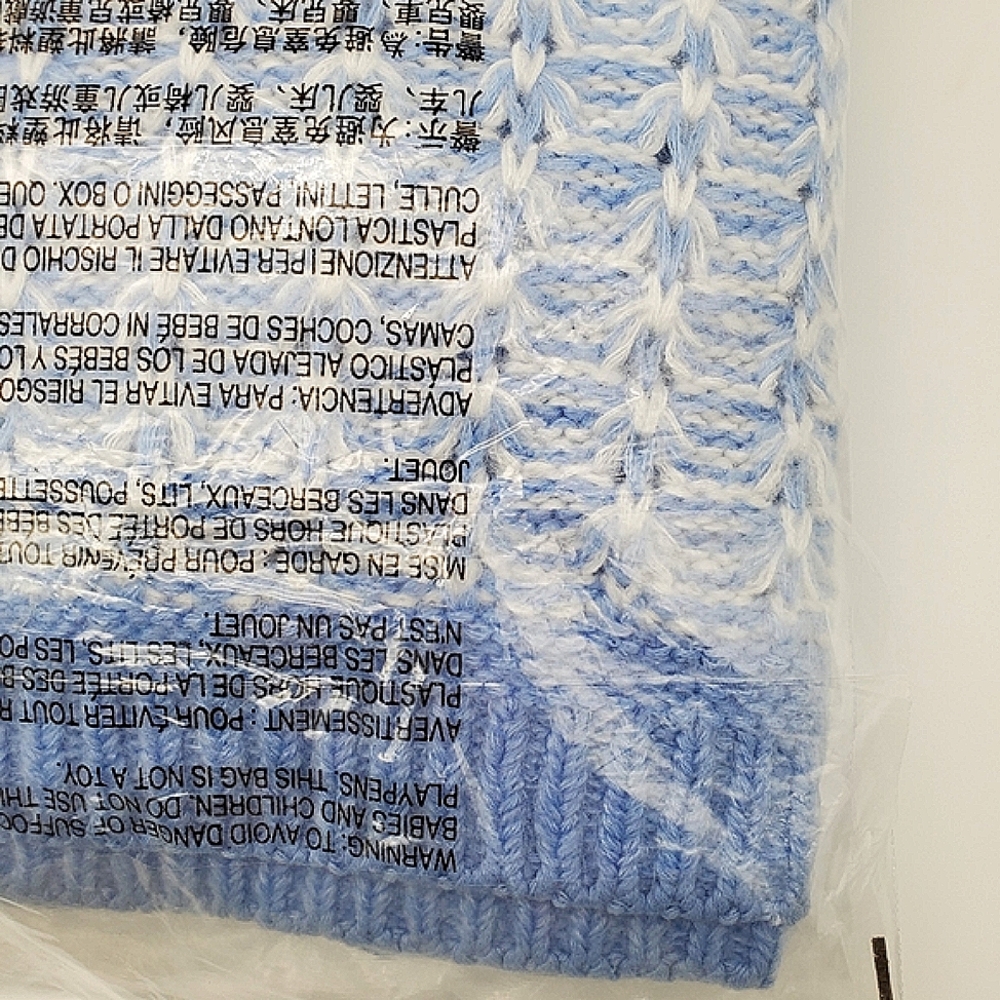 WARNING: TO AVOID DANGER OF SUFFOC
BABIES AND CHILDREN. DO NOT USE THI
PLAYPENS. THIS BAG IS NOT A TOY.
AVERTISSEMENT : POUR ÉVITER TOUT R
PLASTIQUE HORS DE LA PORTÉE DES B
DANS LES BERCEAUX, LES LITS, LES PO
N'EST PAS UN JOUET.
MISE EN GARDE : POUR PRÉVENIR TOU
PLASTIQUE HORS DE PORTÉE DES BÉB
DANS LES BERCEAUX, LITS, POUSSETTE
JOUET.
ADVERTENCIA: PARA EVITAR EL RIESGO
PLÁSTICO ALEJADA DE LOS BEBÉS Y LO
CAMAS, COCHES DE BEBÉ NI CORRALES
ATTENZIONE! PER EVITARE IL RISCHIO D
PLASTICA LONTANO DALLA PORTATA DE
CULLE, LETTINI, PASSEGGINI O BOX. QUE
警示:为避免窒息风险，请将此塑料
儿车、婴儿床、婴儿椅或儿童游戏
警告:為避免窒息危險，請將此塑料
嬰兒車、嬰兒床、嬰兒椅或兒童遊戲